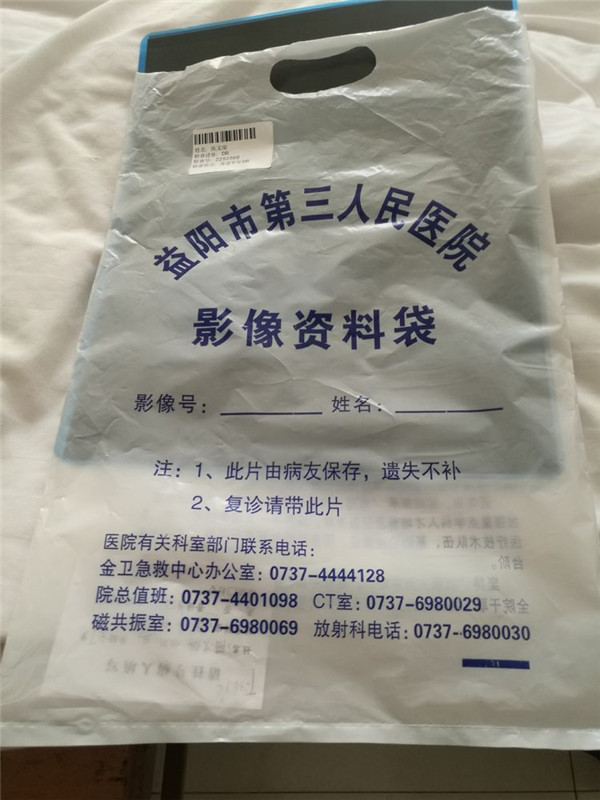 益阳市第三人民医院
影像资料袋
影像号： 姓名：
注：1、此片由病友保存，遗失不补
2、复诊请带此片
医院有关科室部门联系电话：
金卫急救中心办公室：0737-4444128
院总值班：0737-4401098 CT室：0737-6980029
磁共振室：0737-6980069 放射科电话：0737-6980030